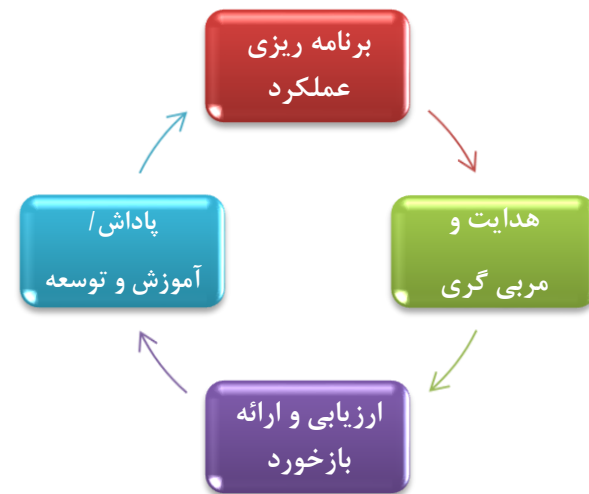 برنامه ریزی
عملکرد
هدایت و
مربی گری
ارزیابی و ارائه
بازخورد
پاداش/
آموزش و توسعه